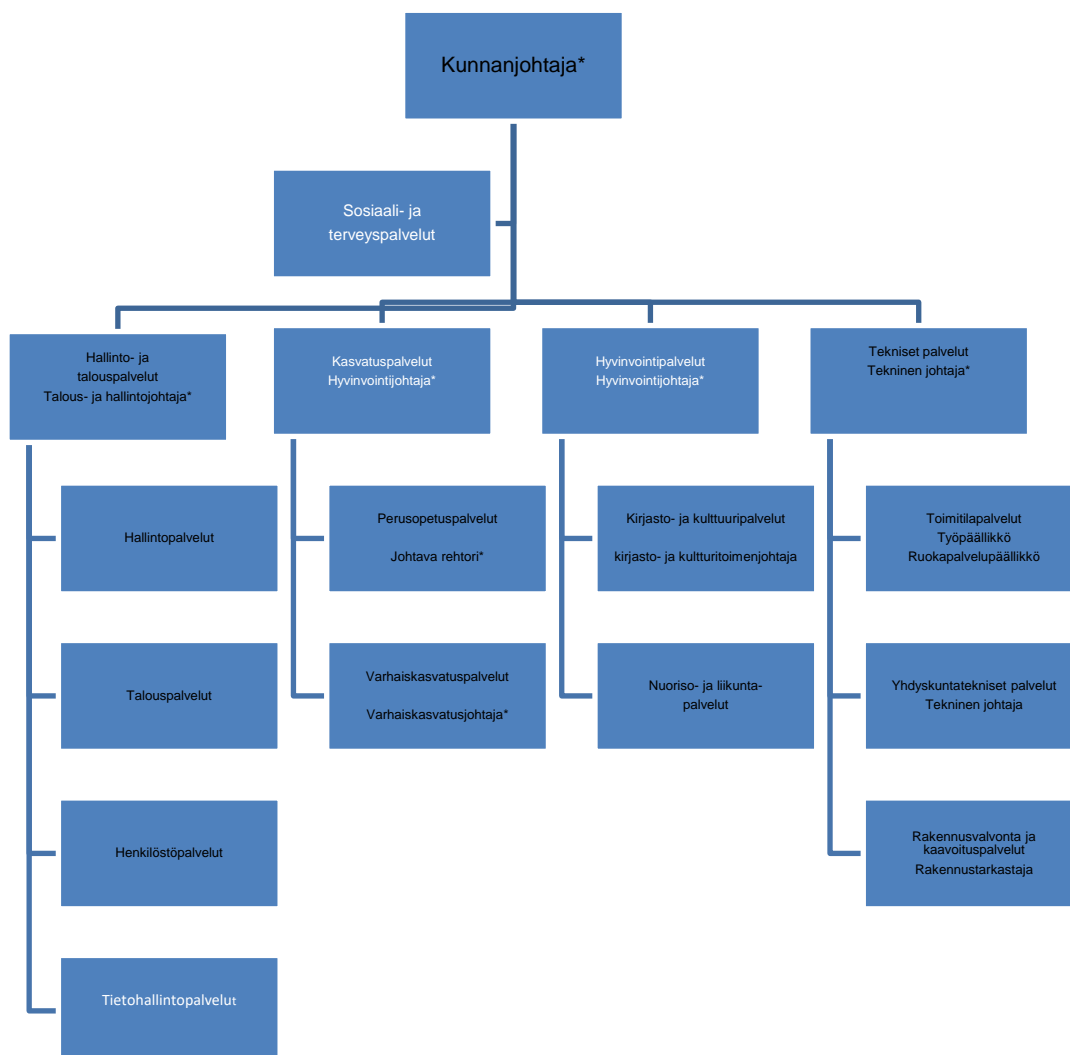 Kunnanjohtaja*
Sosiaali- ja
terveyspalvelut
Hallinto- ja
talouspalvelut
Talous- ja hallintojohtaja*
Kasvatuspalvelut
Hyvinvointijohtaja*
Hyvinvointipalvelut
Hyvinvointijohtaja*
Tekniset palvelut
Tekninen johtaja*
Hallintopalvelut
Perusopetuspalvelut
Johtava rehtori*
Kirjasto- ja kulttuuripalvelut
kirjasto- ja kultturitoimenjohtaja
Toimitilapalvelut
Työpäällikkö
Ruokapalvelupäällikkö
Talouspalvelut
Varhaiskasvatuspalvelut
Varhaiskasvatusjohtaja*
Nuoriso- ja liikunta-
palvelut
Yhdyskuntatekniset palvelut
Tekninen johtaja
Henkilöstöpalvelut
Rakennusvalvonta ja
kaavoituspalvelut
Rakennustarkastaja
Tietohallintopalvelut